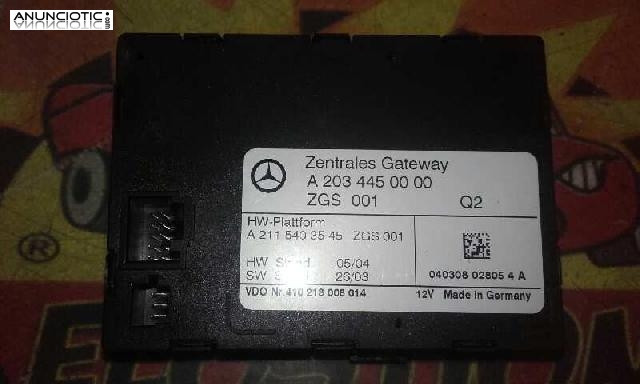 ANUNCIOTIC
.com
Zentrales Gateway
A 203 445 00 00
ZGS 001 Q2
HW-Plattform
A 211 540 35 45 ZGS 001
HW 05/04
SW 23/03
040308 02805 4 A
VDO Nr. 410 218 008 014 12V Made in Germany